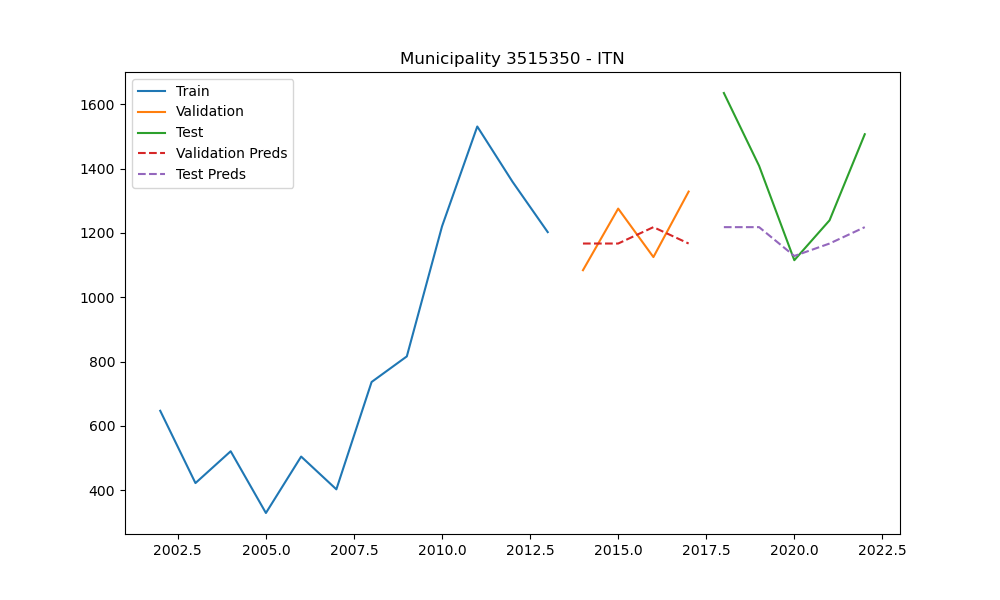 Municipality 3515350 - ITN
Train
Validation
Test
Validation Preds
Test Preds
1600
1400
1200
1000
800
600
400
2002.5 2005.0 2007.5 2010.0 2012.5 2015.0 2017.5 2020.0 2022.5